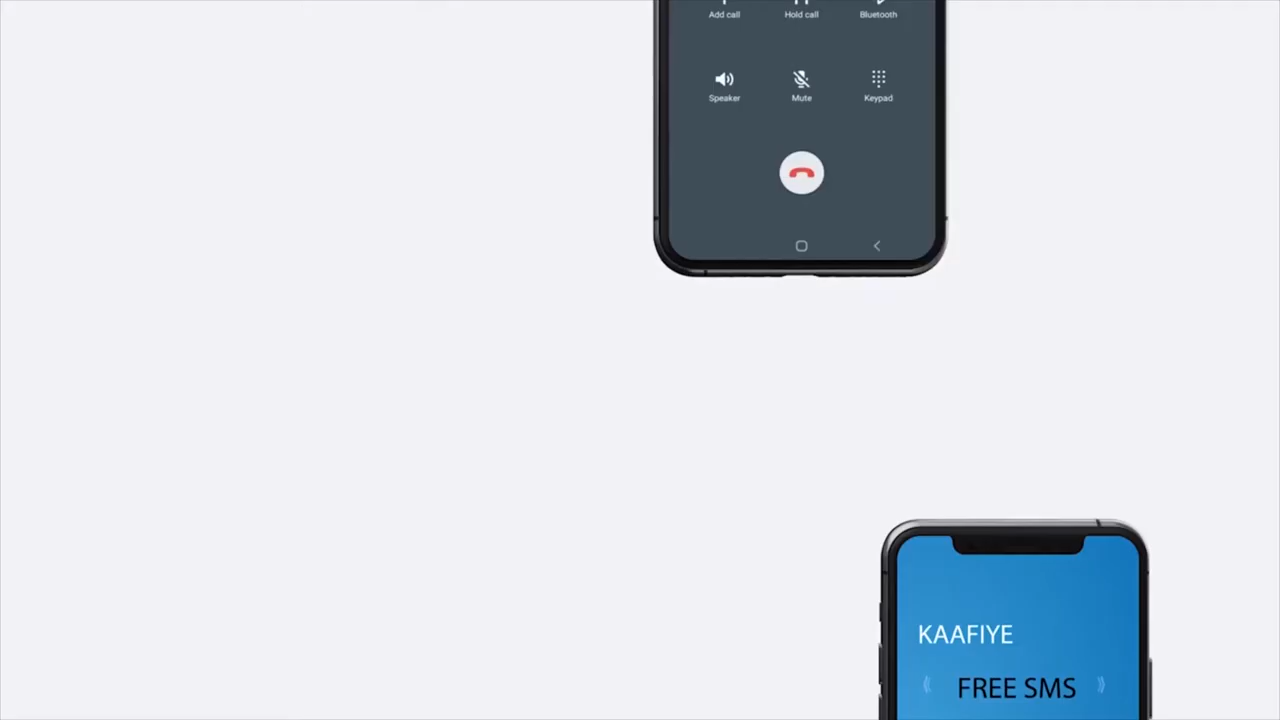 Add call Hold call Bluetooth
Speaker Mute Keypad
KAAFIYE
FREE SMS